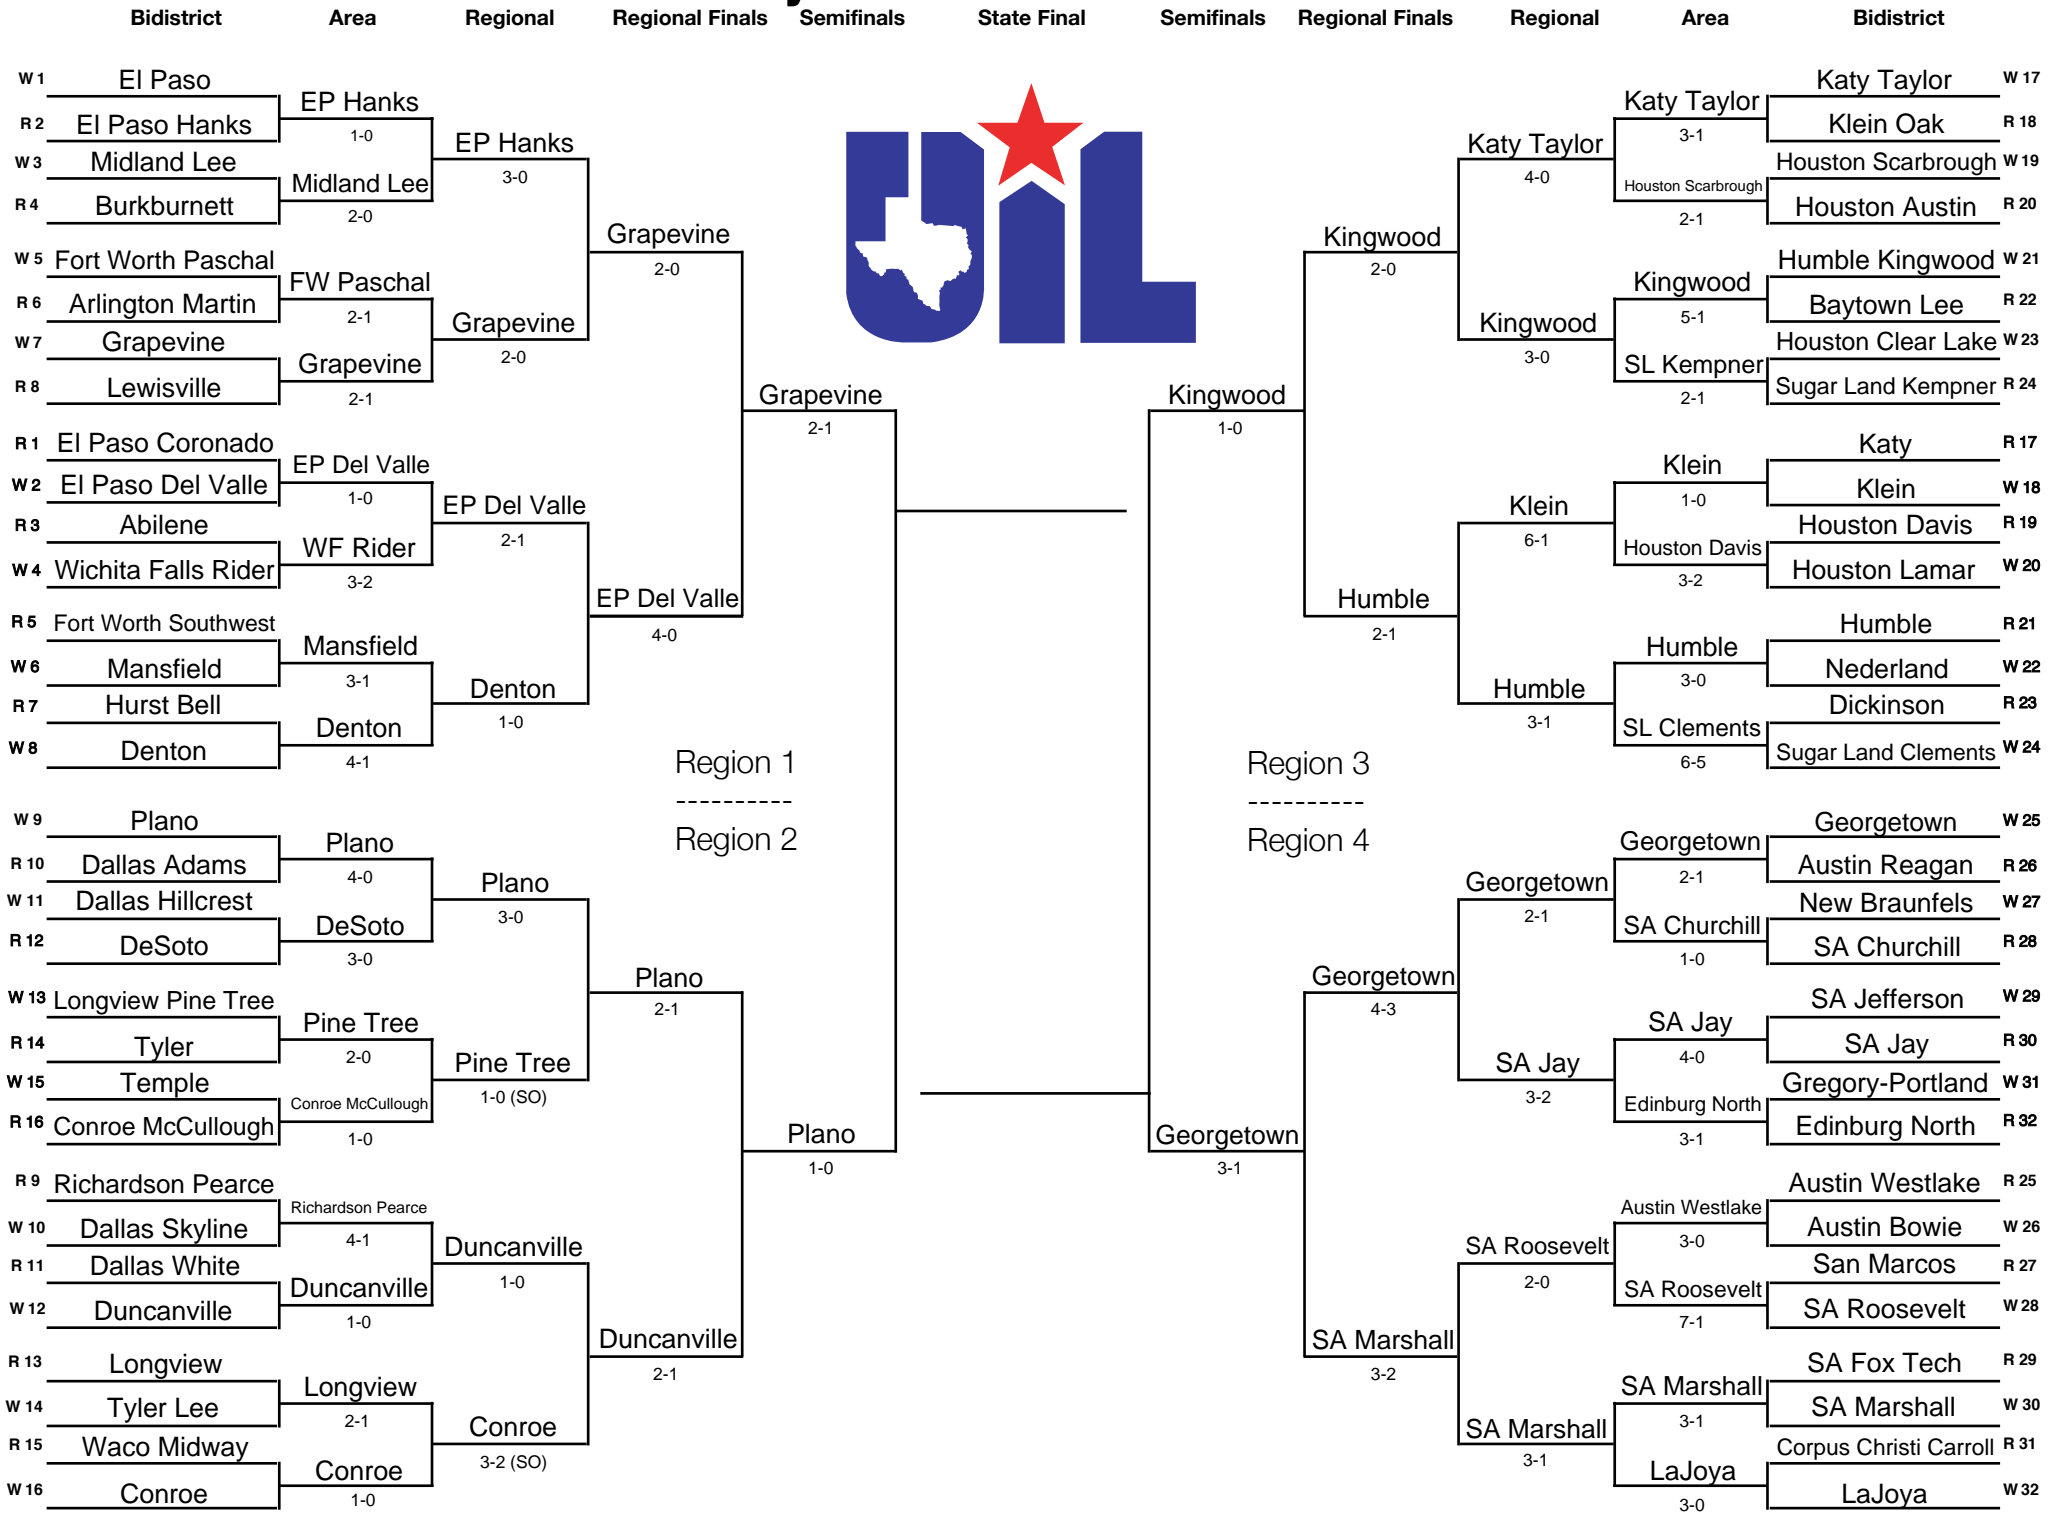 Bidistrict Area Regional Regional Finals Semifinals State Final Semifinals Regional Finals Regional Area Bidistrict
W 1 El Paso
EP Hanks
1-0
R 2 El Paso Hanks
EP Hanks
3-0
W 3 Midland Lee
Midland Lee
2-0
R 4 Burkburnett
Grapevine
2-0
W 5 Fort Worth Paschal
FW Paschal
2-1
R 6 Arlington Martin
Grapevine
2-0
W 7 Grapevine
Grapevine
2-1
R 8 Lewisville
Grapevine
2-1
R 1 El Paso Coronado
EP Del Valle
1-0
W 2 El Paso Del Valle
EP Del Valle
2-1
R 3 Abilene
WF Rider
3-2
W 4 Wichita Falls Rider
EP Del Valle
4-0
R 5 Fort Worth Southwest
Mansfield
3-1
W 6 Mansfield
Denton
1-0
R 7 Hurst Bell
Denton
4-1
W 8 Denton
Region 1
----------
Region 2
W 9 Plano
Plano
4-0
R 10 Dallas Adams
Plano
3-0
W 11 Dallas Hillcrest
DeSoto
3-0
R 12 DeSoto
Plano
2-1
W 13 Longview Pine Tree
Pine Tree
2-0
R 14 Tyler
Pine Tree
1-0 (SO)
W 15 Temple
Conroe McCullough
1-0
R 16 Conroe McCullough
Plano
1-0
R 9 Richardson Pearce
Richardson Pearce
4-1
W 10 Dallas Skyline
Duncanville
1-0
R 11 Dallas White
Duncanville
1-0
W 12 Duncanville
Duncanville
2-1
R 13 Longview
Longview
2-1
W 14 Tyler Lee
Conroe
3-2 (SO)
R 15 Waco Midway
Conroe
1-0
W 16 Conroe
UIL
Katy Taylor W 17
Katy Taylor
3-1
Klein Oak R 18
Katy Taylor
4-0
Houston Scarbrough W 19
Houston Scarbrough
2-1
Houston Austin R 20
Kingwood
2-0
Humble Kingwood W 21
Kingwood
5-1
Baytown Lee R 22
Kingwood
3-0
Houston Clear Lake W 23
SL Kempner
2-1
Sugar Land Kempner R 24
Kingwood
1-0
Katy R 17
Klein
1-0
Klein W 18
Klein
6-1
Houston Davis R 19
Houston Davis
3-2
Houston Lamar W 20
Humble
2-1
Humble R 21
Humble
3-0
Nederland W 22
Humble
3-1
Dickinson R 23
SL Clements
6-5
Sugar Land Clements W 24
Region 3
----------
Region 4
Georgetown W 25
Georgetown
2-1
Austin Reagan R 26
Georgetown
2-1
New Braunfels W 27
SA Churchill
1-0
SA Churchill R 28
Georgetown
4-3
SA Jefferson W 29
SA Jay
4-0
SA Jay R 30
SA Jay
3-2
Gregory-Portland W 31
Edinburg North
3-1
Edinburg North R 32
Georgetown
3-1
Austin Westlake R 25
Austin Westlake
3-0
Austin Bowie W 26
SA Roosevelt
2-0
San Marcos R 27
SA Roosevelt
7-1
SA Roosevelt W 28
SA Marshall
3-2
SA Fox Tech R 29
SA Marshall
3-1
SA Marshall W 30
SA Marshall
3-1
Corpus Christi Carroll R 31
LaJoya
3-0
LaJoya W 32